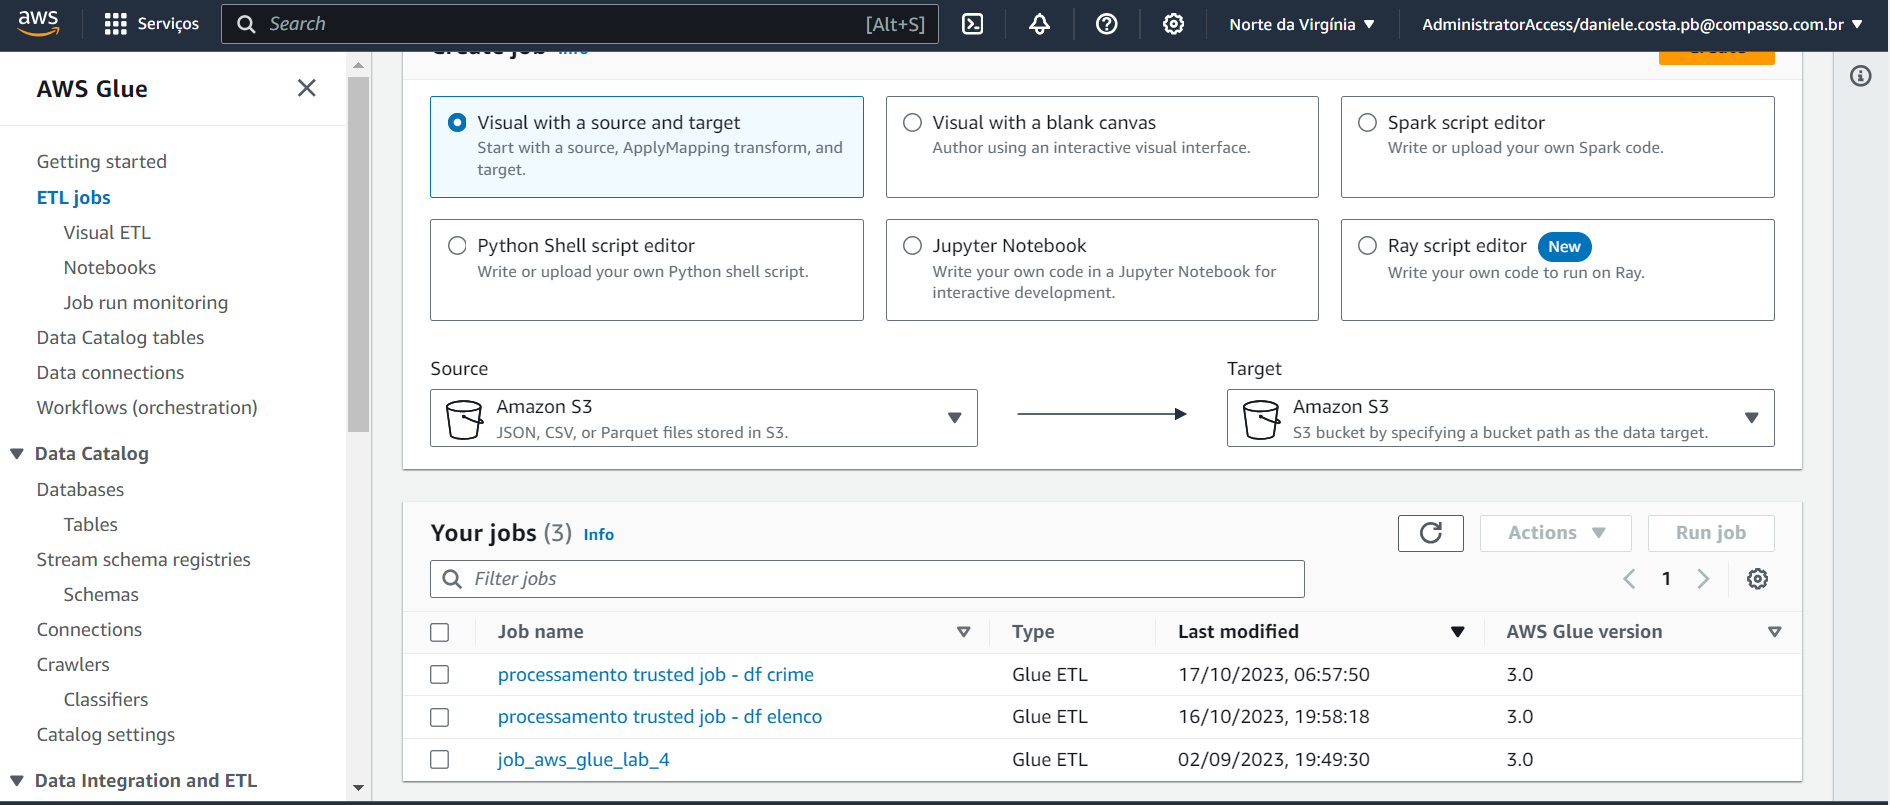 aws
Serviços
Search
[Alt+S]
Norte da Virgínia
AdministratorAccess/daniele.costa.pb@compasso.com.br
AWS Glue
Getting started
ETL jobs
Visual ETL
Notebooks
Job run monitoring
Data Catalog tables
Data connections
Workflows (orchestration)
Data Catalog
Databases
Tables
Stream schema registries
Schemas
Connections
Crawlers
Classifiers
Catalog settings
Data Integration and ETL
Create job Info
Create
Visual with a source and target
Start with a source, ApplyMapping transform, and
target.
Visual with a blank canvas
Author using an interactive visual interface.
Spark script editor
Write or upload your own Spark code.
Python Shell script editor
Write or upload your own Python shell script.
Jupyter Notebook
Write your own code in a Jupyter Notebook for
interactive development.
Ray script editor New
Write your own code to run on Ray.
Source
Amazon S3
JSON, CSV, or Parquet files stored in S3.
Target
Amazon S3
S3 bucket by specifying a bucket path as the data target.
Your jobs (3) Info
Actions
Run job
Filter jobs
1
Job name Type Last modified AWS Glue version
processamento trusted job - df crime Glue ETL 17/10/2023, 06:57:50 3.0
processamento trusted job - df elenco Glue ETL 16/10/2023, 19:58:18 3.0
job_aws_glue_lab_4 Glue ETL 02/09/2023, 19:49:30 3.0